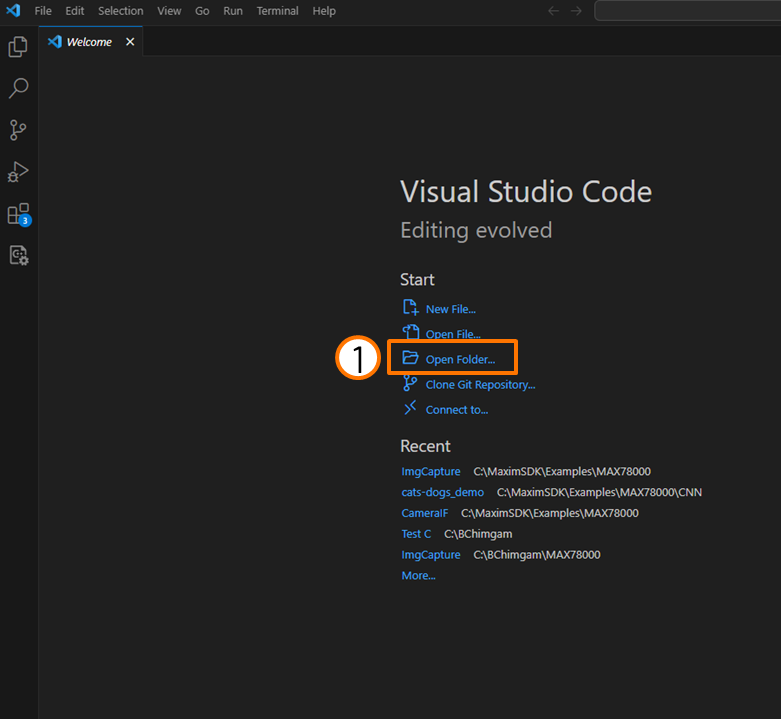 File Edit Selection View Go Run Terminal Help
Welcome
3
Visual Studio Code
Editing evolved
Start
New File...
Open File...
1
Open Folder...
Clone Git Repository...
Connect to...
Recent
ImgCapture C:\MaximSDK\Examples\MAX78000
cats-dogs_demo C:\MaximSDK\Examples\MAX78000\CNN
CameraIF C:\MaximSDK\Examples\MAX78000
Test C C:\BChimgam
ImgCapture C:\BChimgam\MAX78000
More...